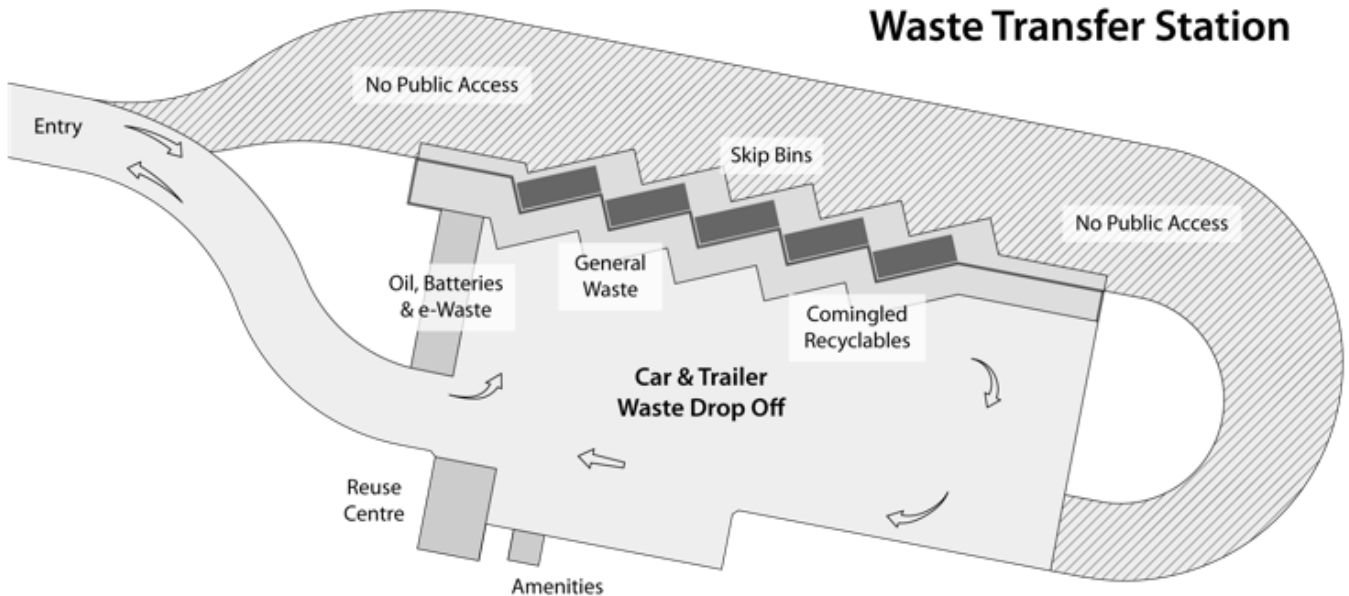 Waste Transfer Station
No Public Access
Entry
Skip Bins
No Public Access
General
Waste
Oil, Batteries
& e-Waste
Comingled
Recyclables
Car & Trailer
Waste Drop Off
Reuse
Centre
Amenities